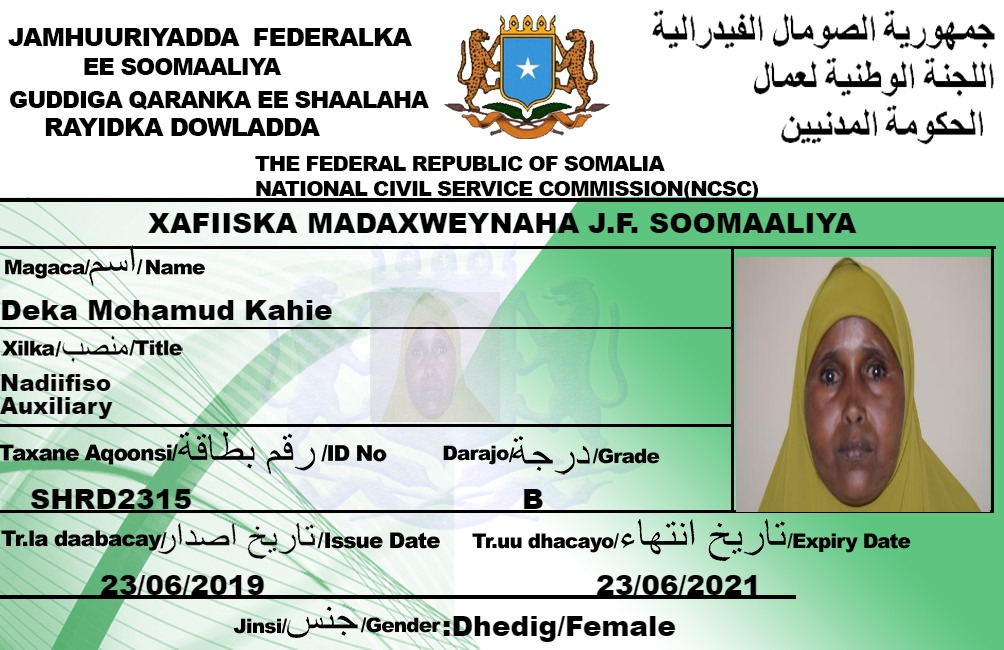 JAMHUURIYADDA FEDERALKA
EE SOOMAALIYA
GUDDIGA QARANKA EE SHAALAHA
RAYIDKA DOWLADDA
جمهورية الصومال الفيدرالية
اللجنة الوطنية لعمال
الحكومة المدنيين
THE FEDERAL REPUBLIC OF SOMALIA
NATIONAL CIVIL SERVICE COMMISSION(NCSC)
XAFIISKA MADAXWEYNAHA J.F. SOOMAALIYA
Magaca/اسم/Name
Deka Mohamud Kahie
Xilka/منصب/Title
Nadiifiso
Auxiliary
Taxane Aqoonsi/رقم بطاقة/ID No
SHRD2315
Darajo/درجة/Grade
B
Tr.la daabacay/تاريخ اصدار/Issue Date
23/06/2019
Tr.uu dhacayo/تاريخ انتهاء/Expiry Date
23/06/2021
Jinsi/جنس/Gender:Dhedig/Female